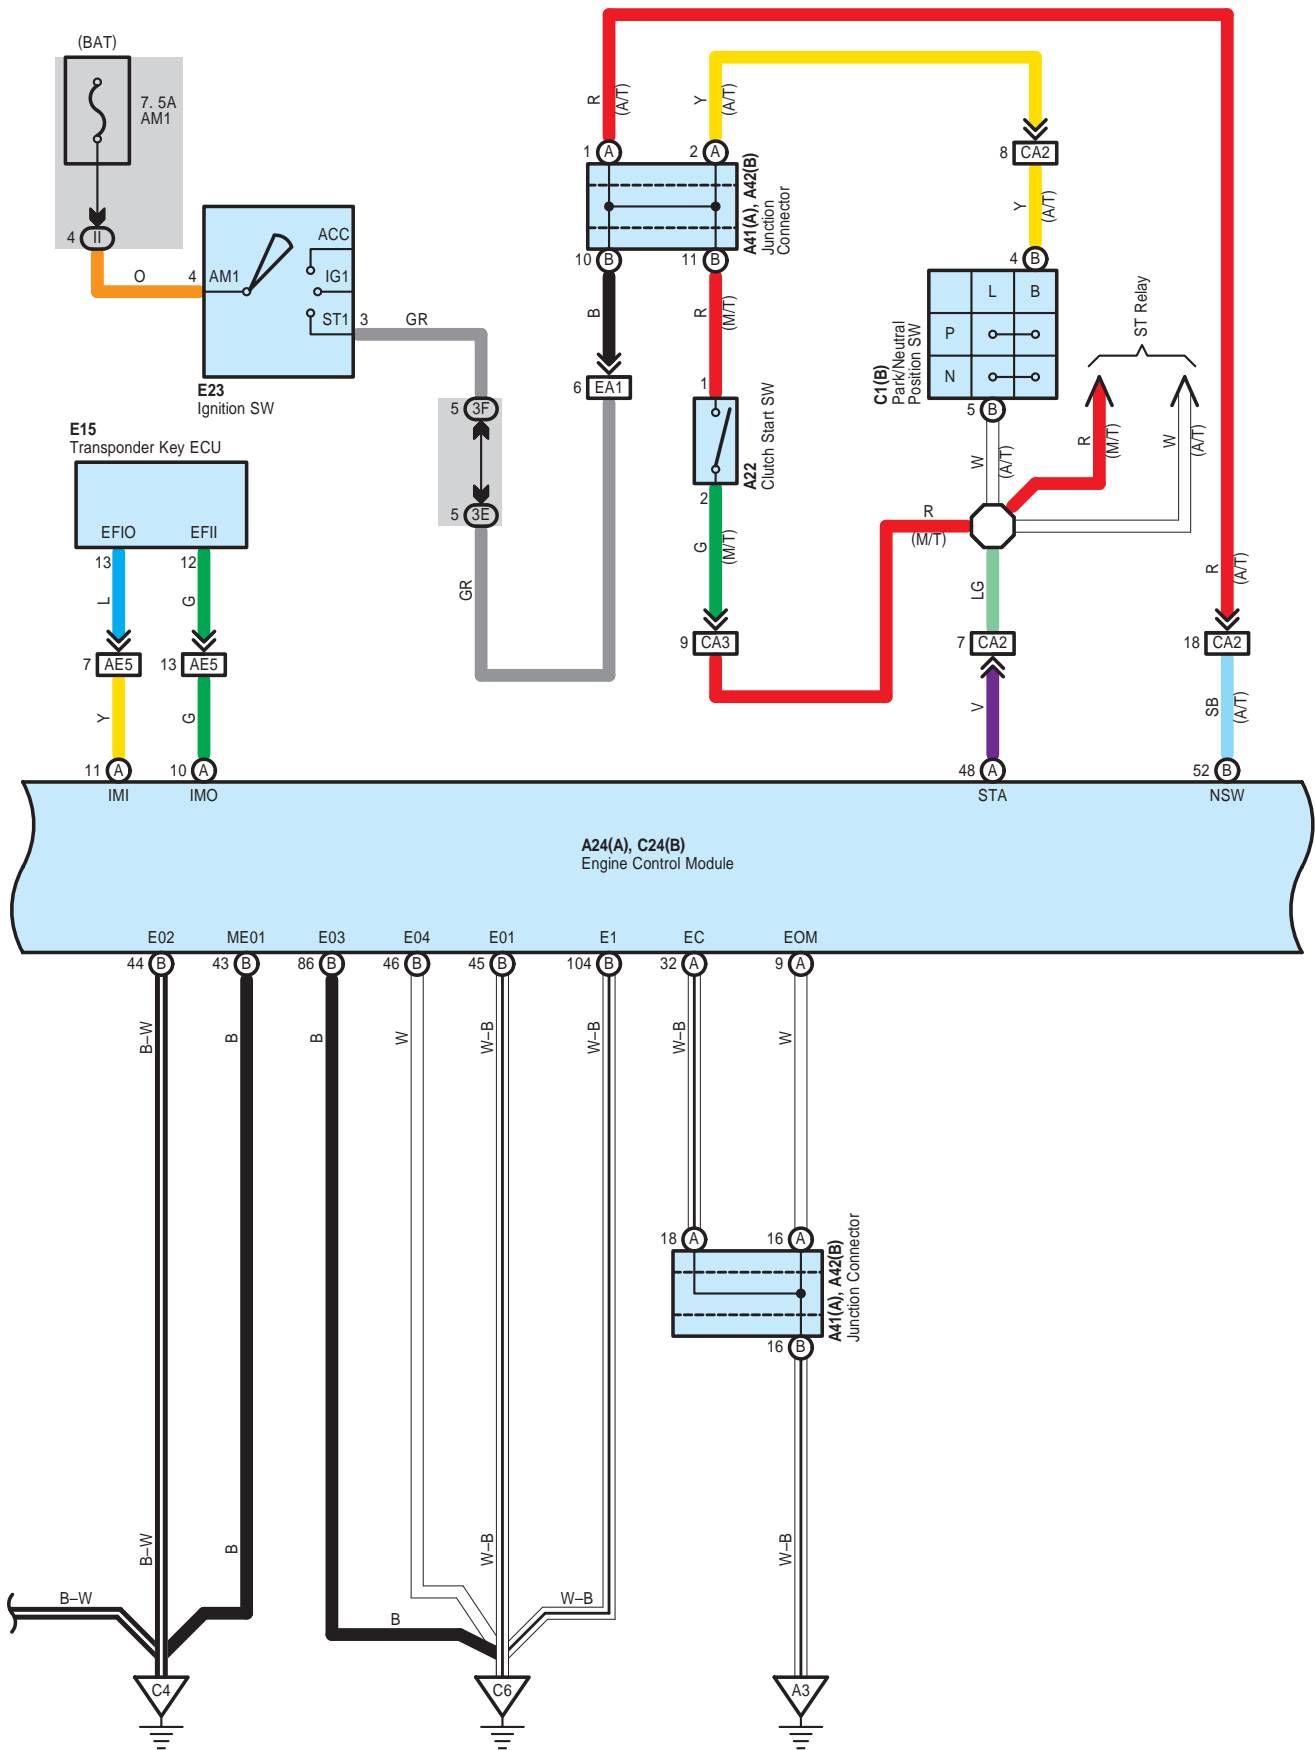 (BAT)
7. 5A
AM1
4 II
O
4 AM1
ACC
IG1
ST1
3
GR
E23
Ignition SW
E15
Transponder Key ECU
EFIO
EFII
13
12
L
G
7 AE5
13 AE5
Y
G
11 A
10 A
IMI
IMO
5 3F
5 3E
GR
R
(A/T)
Y
(A/T)
1 A
2 A
A41(A), A42(B)
Junction
Connector
10 B
11 B
B
R
(M/T)
6 EA1
1
A22
Clutch Start SW
2
G
(M/T)
9 CA3
8 CA2
Y
(A/T)
4 B
L
B
P
N
C1(B)
Park/Neutral
Position SW
5 B
W
(A/T)
ST Relay
R
(M/T)
W
(A/T)
R
(M/T)
LG
7 CA2
V
48 A
STA
R
(A/T)
18 CA2
SB
(A/T)
52 B
NSW
A24(A), C24(B)
Engine Control Module
E02
ME01
E03
E04
E01
E1
EC
EOM
44 B
43 B
86 B
46 B
45 B
104 B
32 A
9 A
B–W
B
B
W
W–B
W–B
W–B
W
18 A
16 A
A41(A), A42(B)
Junction Connector
16 B
B–W
B
W–B
W–B
B–W
B
W–B
C4
C6
A3